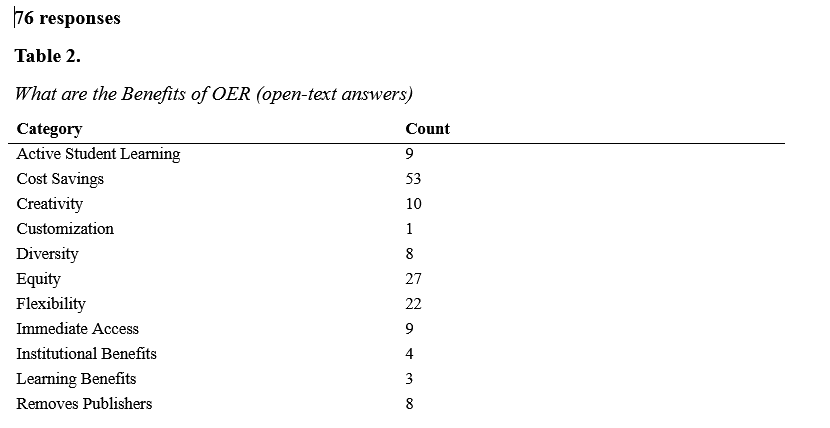 76 responses
Table 2.
What are the Benefits of OER (open-text answers)
Category Count
Active Student Learning 9
Cost Savings 53
Creativity 10
Customization 1
Diversity 8
Equity 27
Flexibility 22
Immediate Access 9
Institutional Benefits 4
Learning Benefits 3
Removes Publishers 8